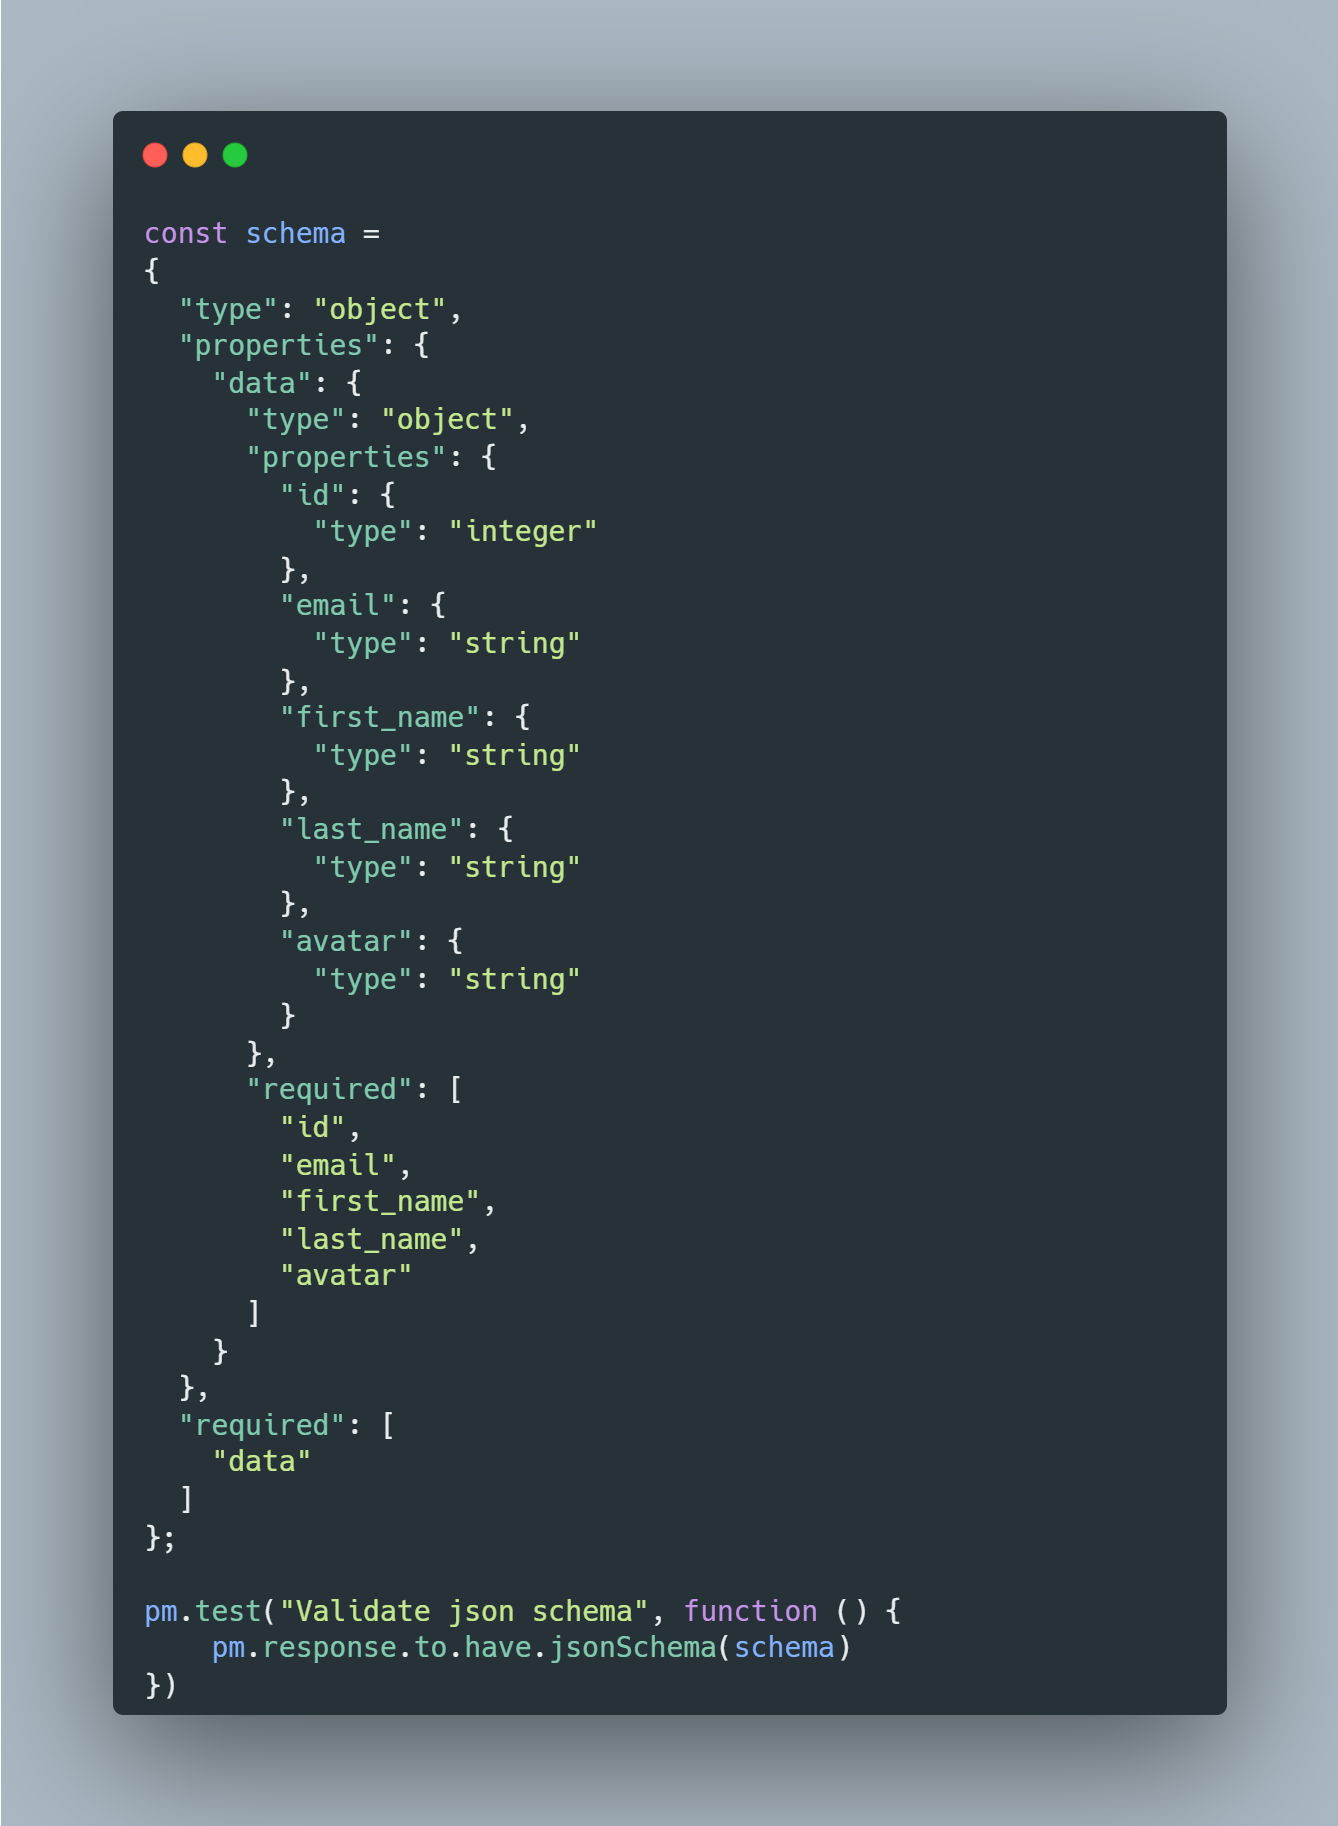 const schema =
{
  "type": "object",
  "properties": {
    "data": {
      "type": "object",
      "properties": {
        "id": {
          "type": "integer"
        },
        "email": {
          "type": "string"
        },
        "first_name": {
          "type": "string"
        },
        "last_name": {
          "type": "string"
        },
        "avatar": {
          "type": "string"
        }
      },
      "required": [
        "id",
        "email",
        "first_name",
        "last_name",
        "avatar"
      ]
    }
  },
  "required": [
    "data"
  ]
};

pm.test("Validate json schema", function () {
    pm.response.to.have.jsonSchema(schema)
})